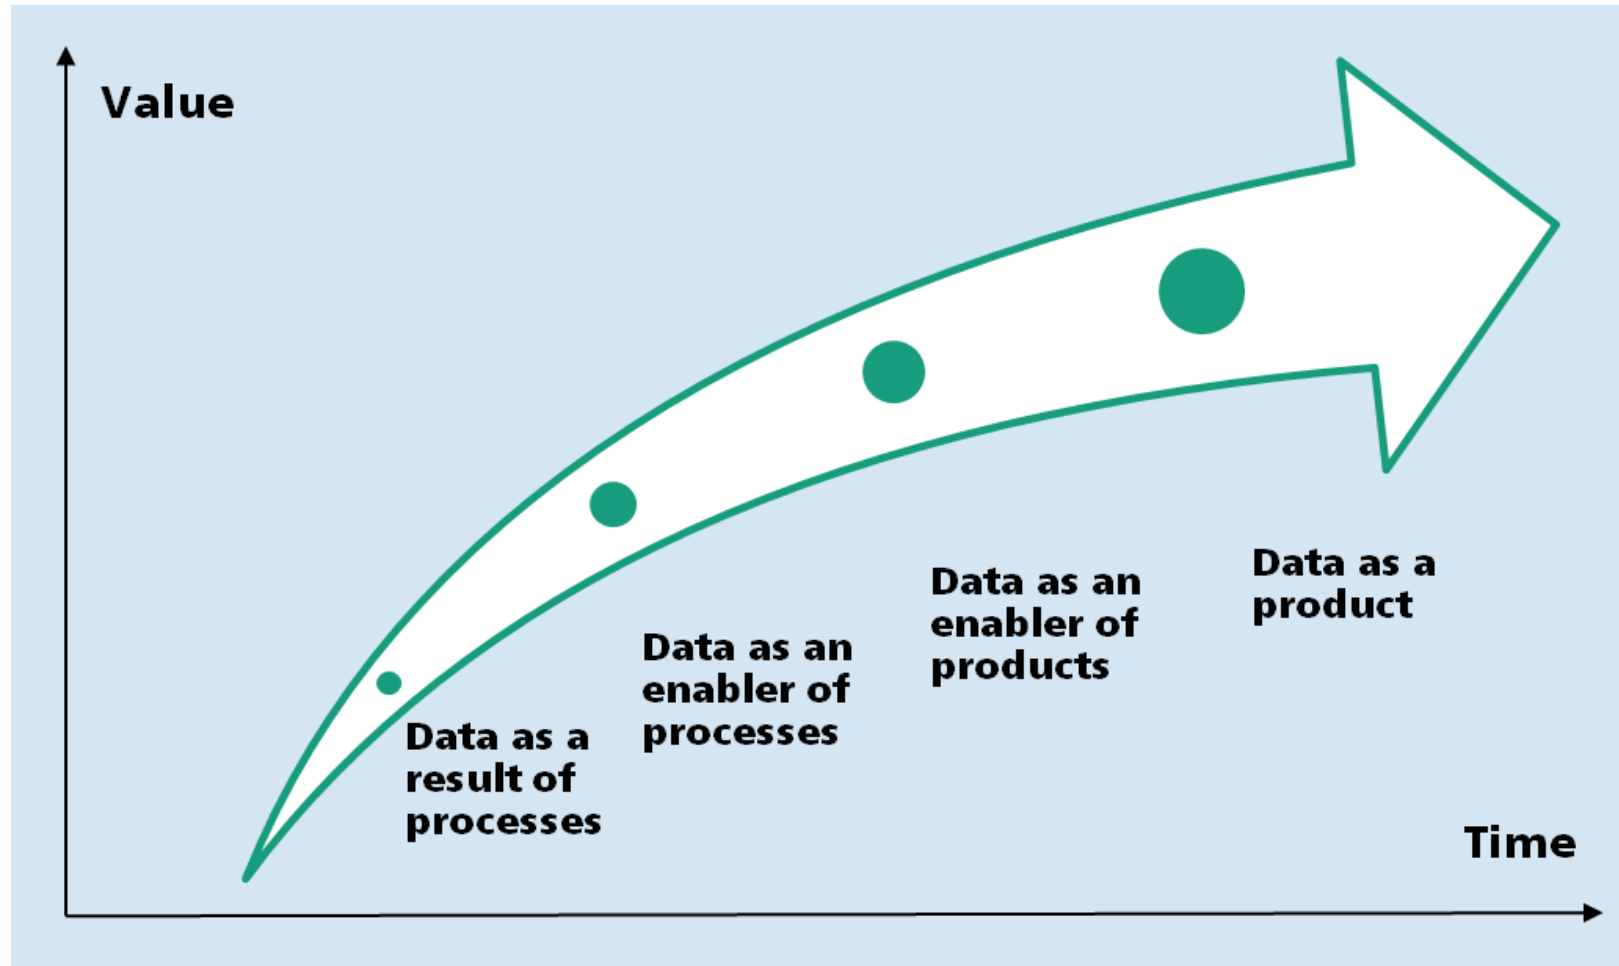 Value
Data as a
result of
processes
Data as an
enabler of
processes
Data as an
enabler of
products
Data as a
product
Time